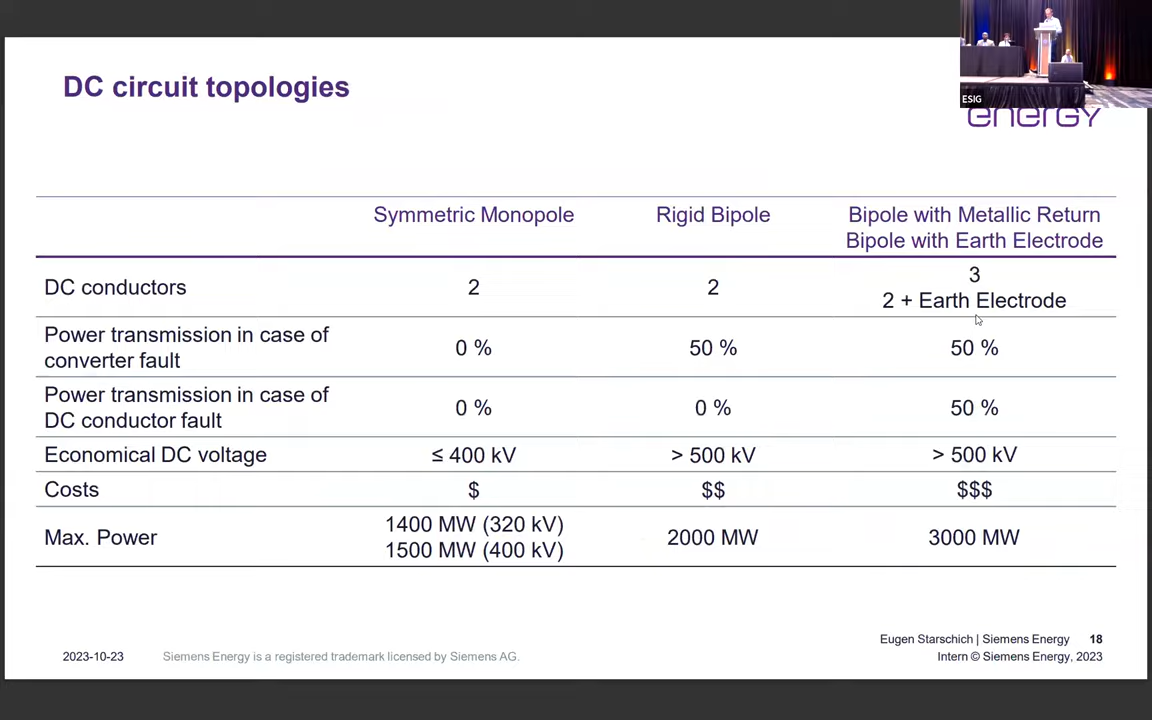 ESIG
energy
DC circuit topologies
Symmetric Monopole
Rigid Bipole
Bipole with Metallic Return
Bipole with Earth Electrode
DC conductors
2
2
3
2 + Earth Electrode
Power transmission in case of
converter fault
0 %
50 %
50 %
Power transmission in case of
DC conductor fault
0 %
0 %
50 %
Economical DC voltage
≤ 400 kV
> 500 kV
> 500 kV
Costs
$
$$
$$$
Max. Power
1400 MW (320 kV)
1500 MW (400 kV)
2000 MW
3000 MW
Eugen Starschich | Siemens Energy 18
2023-10-23
Siemens Energy is a registered trademark licensed by Siemens AG.
Intern © Siemens Energy, 2023